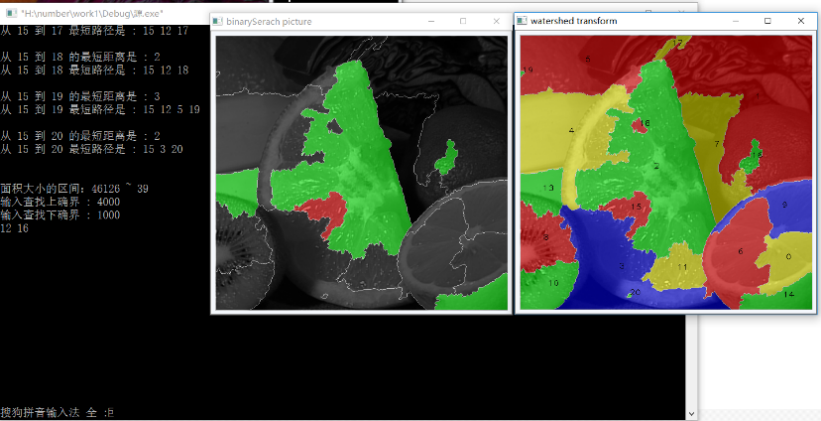 "H:\number\work1\Debug\源.exe"
从 15 到 17 最短路径是 : 15 12 17
从 15 到 18 的最短距离是 : 2
从 15 到 18 最短路径是 : 15 12 18
从 15 到 19 的最短距离是 : 3
从 15 到 19 最短路径是 : 15 12 5 19
从 15 到 20 的最短距离是 : 2
从 15 到 20 最短路径是 : 15 3 20
面积大小的区间: 46126 ~ 39
输入查找上确界 : 4000
输入查找下确界 : 1000
12 16
搜狗拼音输入法 全 :
binarySerach picture
watershed transform
17
19
4
18
7
16
13
15
9
6
0
11
10
20
14